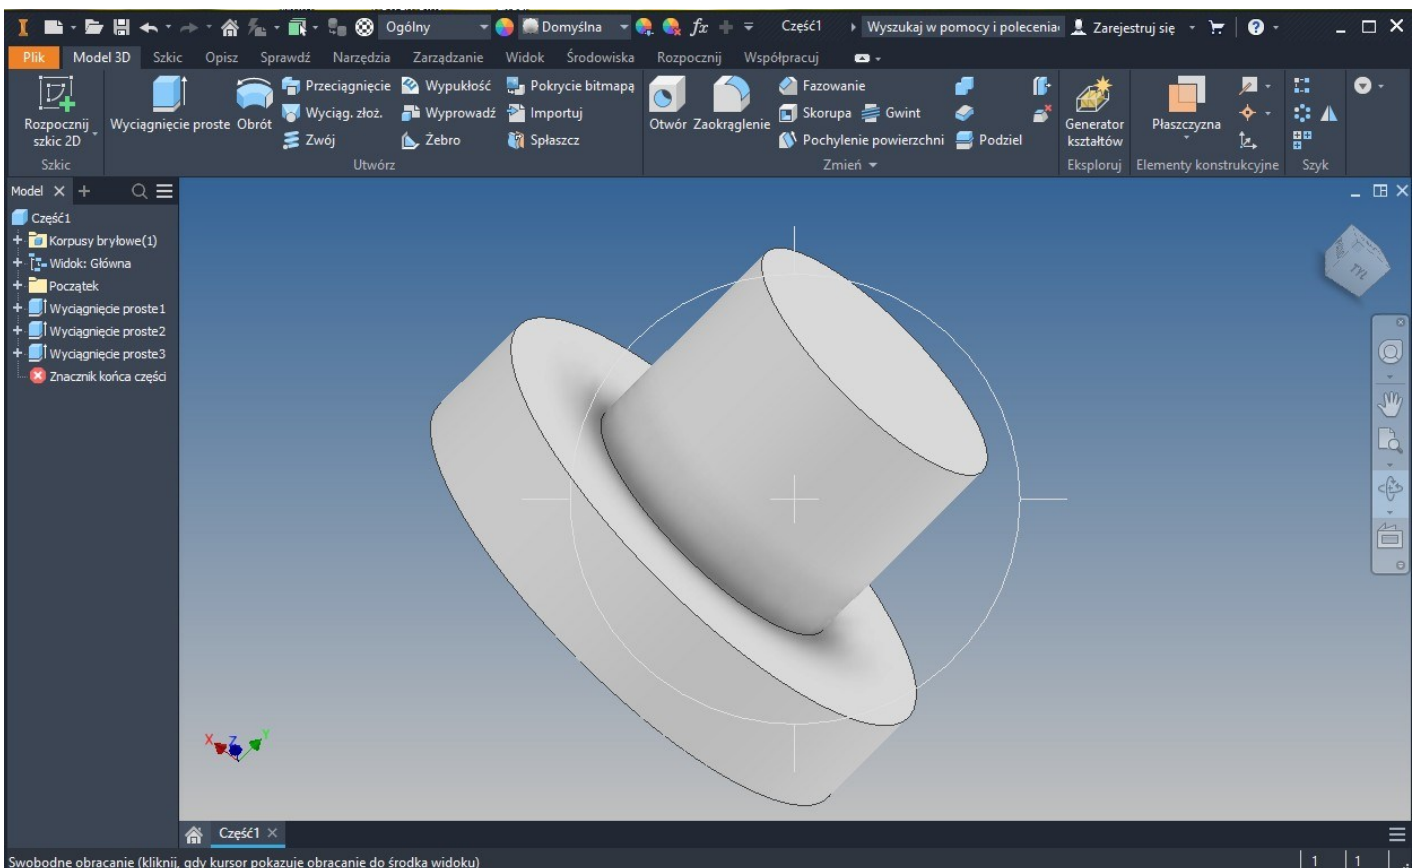 Ogólny Domyślna fx Część1 Wyszukaj w pomocy i polecenia Zarejestruj się ?
Plik Model 3D Szkic Opisz Sprawdź Narzędzia Zarządzanie Widok Środowiska Rozpocznij Współpracuj
Rozpocznij szkic 2D
Wyciągnięcie proste Obrót
Przeciągnięcie Wypukłość Pokrycie bitmapą
Wyciąg. złoż. Wyprowadź Importuj
Zwój Żebro Spłaszcz
Otwór Zaokrąglenie
Fazowanie
Skorupa Gwint
Pochylenie powierzchni Podziel
Generator kształtów
Płaszczyzna
Szkic Utwórz Zmień Eksploruj Elementy konstrukcyjne Szyk
Model
Część1
Korpusy bryłowe(1)
Widok: Główna
Początek
Wyciągnięcie proste1
Wyciągnięcie proste2
Wyciągnięcie proste3
Znacznik końca części
TYŁ
X Z Y
Część1
Swobodne obracanie (kliknij, gdy kursor pokazuje obracanie do środka widoku) 1 1